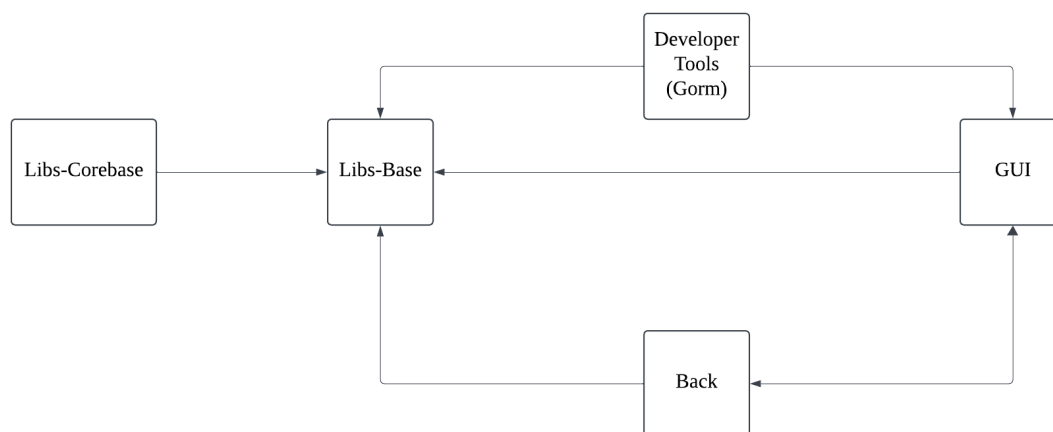 Developer
Tools
(Gorm)
Libs-Corebase
Libs-Base
GUI
Back